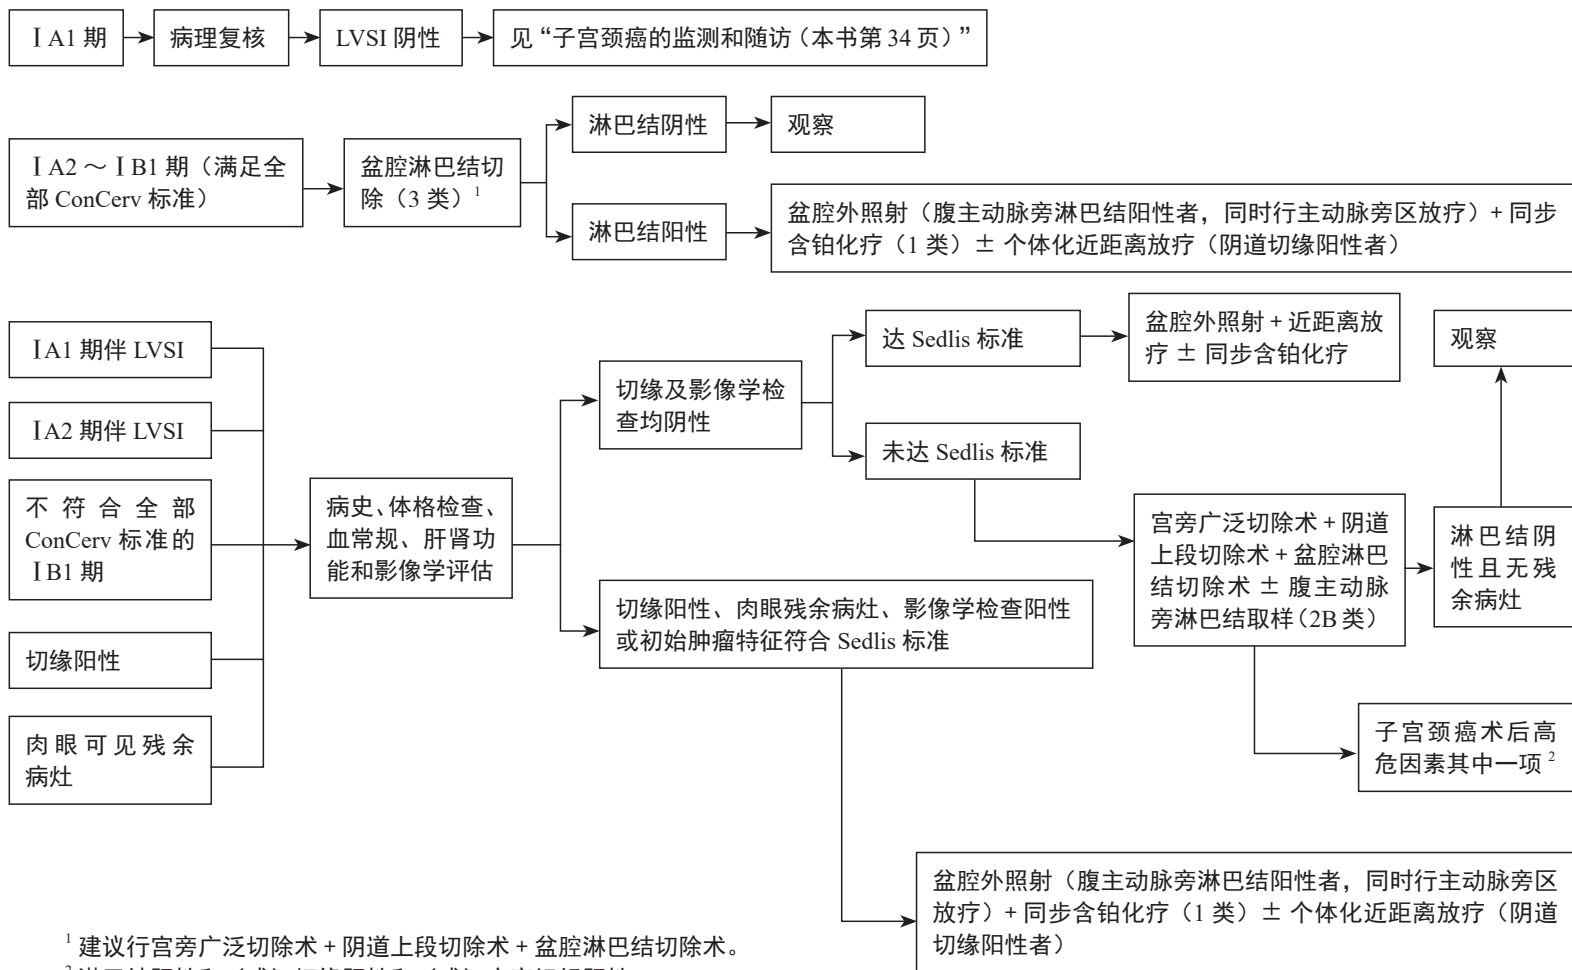 ⅠA1 期
病理复核
LVSI 阴性
见“子宫颈癌的监测和随访（本书第 34 页）”
ⅠA2～ⅠB1 期（满足全
部 ConCerv 标准）
盆腔淋巴结切
除（3 类）1
淋巴结阴性
观察
淋巴结阳性
盆腔外照射（腹主动脉旁淋巴结阳性者，同时行主动脉旁区放疗）+ 同步
含铂化疗（1 类）± 个体化近距离放疗（阴道切缘阳性者）
ⅠA1 期伴 LVSI
ⅠA2 期伴 LVSI
不符合全部
ConCerv 标准的
ⅠB1 期
切缘阳性
肉眼可见残余
病灶
病史、体格检查、
血常规、肝肾功
能和影像学评估
切缘及影像学检
查均阴性
达 Sedlis 标准
盆腔外照射 + 近距离放
疗 ± 同步含铂化疗
未达 Sedlis 标准
宫旁广泛切除术 + 阴道
上段切除术 + 盆腔淋巴
结切除术 ± 腹主动脉
旁淋巴结取样（2B 类）
淋巴结阴
性且无残
余病灶
观察
子宫颈癌术后高
危因素其中一项 2
切缘阳性、肉眼残余病灶、影像学检查阳性
或初始肿瘤特征符合 Sedlis 标准
盆腔外照射（腹主动脉旁淋巴结阳性者，同时行主动脉旁区
放疗）+ 同步含铂化疗（1 类）± 个体化近距离放疗（阴道
切缘阳性者）
1 建议行宫旁广泛切除术 + 阴道上段切除术 + 盆腔淋巴结切除术。